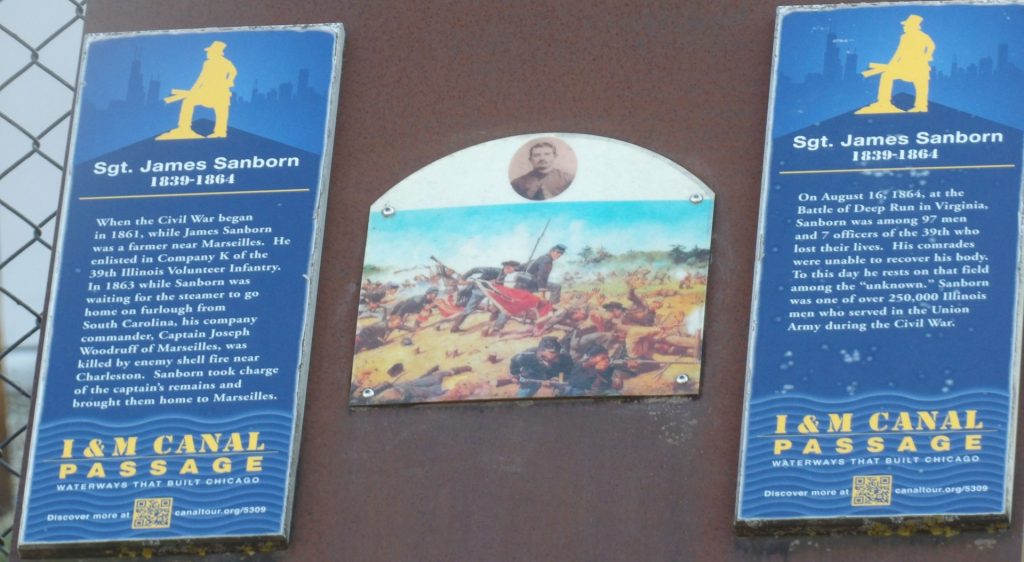 Sgt. James Sanborn
1839-1864
When the Civil War began
in 1861, while James Sanborn
was a farmer near Marseilles. He
enlisted in Company K of the
39th Illinois Volunteer Infantry.
In 1863 while Sanborn was
waiting for the steamer to go
home on furlough from
South Carolina, his company
commander, Captain Joseph
Woodruff of Marseilles, was
killed by enemy shell fire near
Charleston. Sanborn took charge
of the captain's remains and
brought them home to Marseilles.
I & M CANAL
PASSAGE
WATERWAYS THAT BUILT CHICAGO
Discover more at canaltour.org/5309
Sgt. James Sanborn
1839-1864
On August 16, 1864, at the
Battle of Deep Run in Virginia,
Sanborn was among 97 men
and 7 officers of the 39th who
lost their lives. His comrades
were unable to recover his body.
To this day he rests on that field
among the “unknown.” Sanborn
was one of over 250,000 Illinois
men who served in the Union
Army during the Civil War.
I & M CANAL
PASSAGE
WATERWAYS THAT BUILT CHICAGO
Discover more at canaltour.org/5309